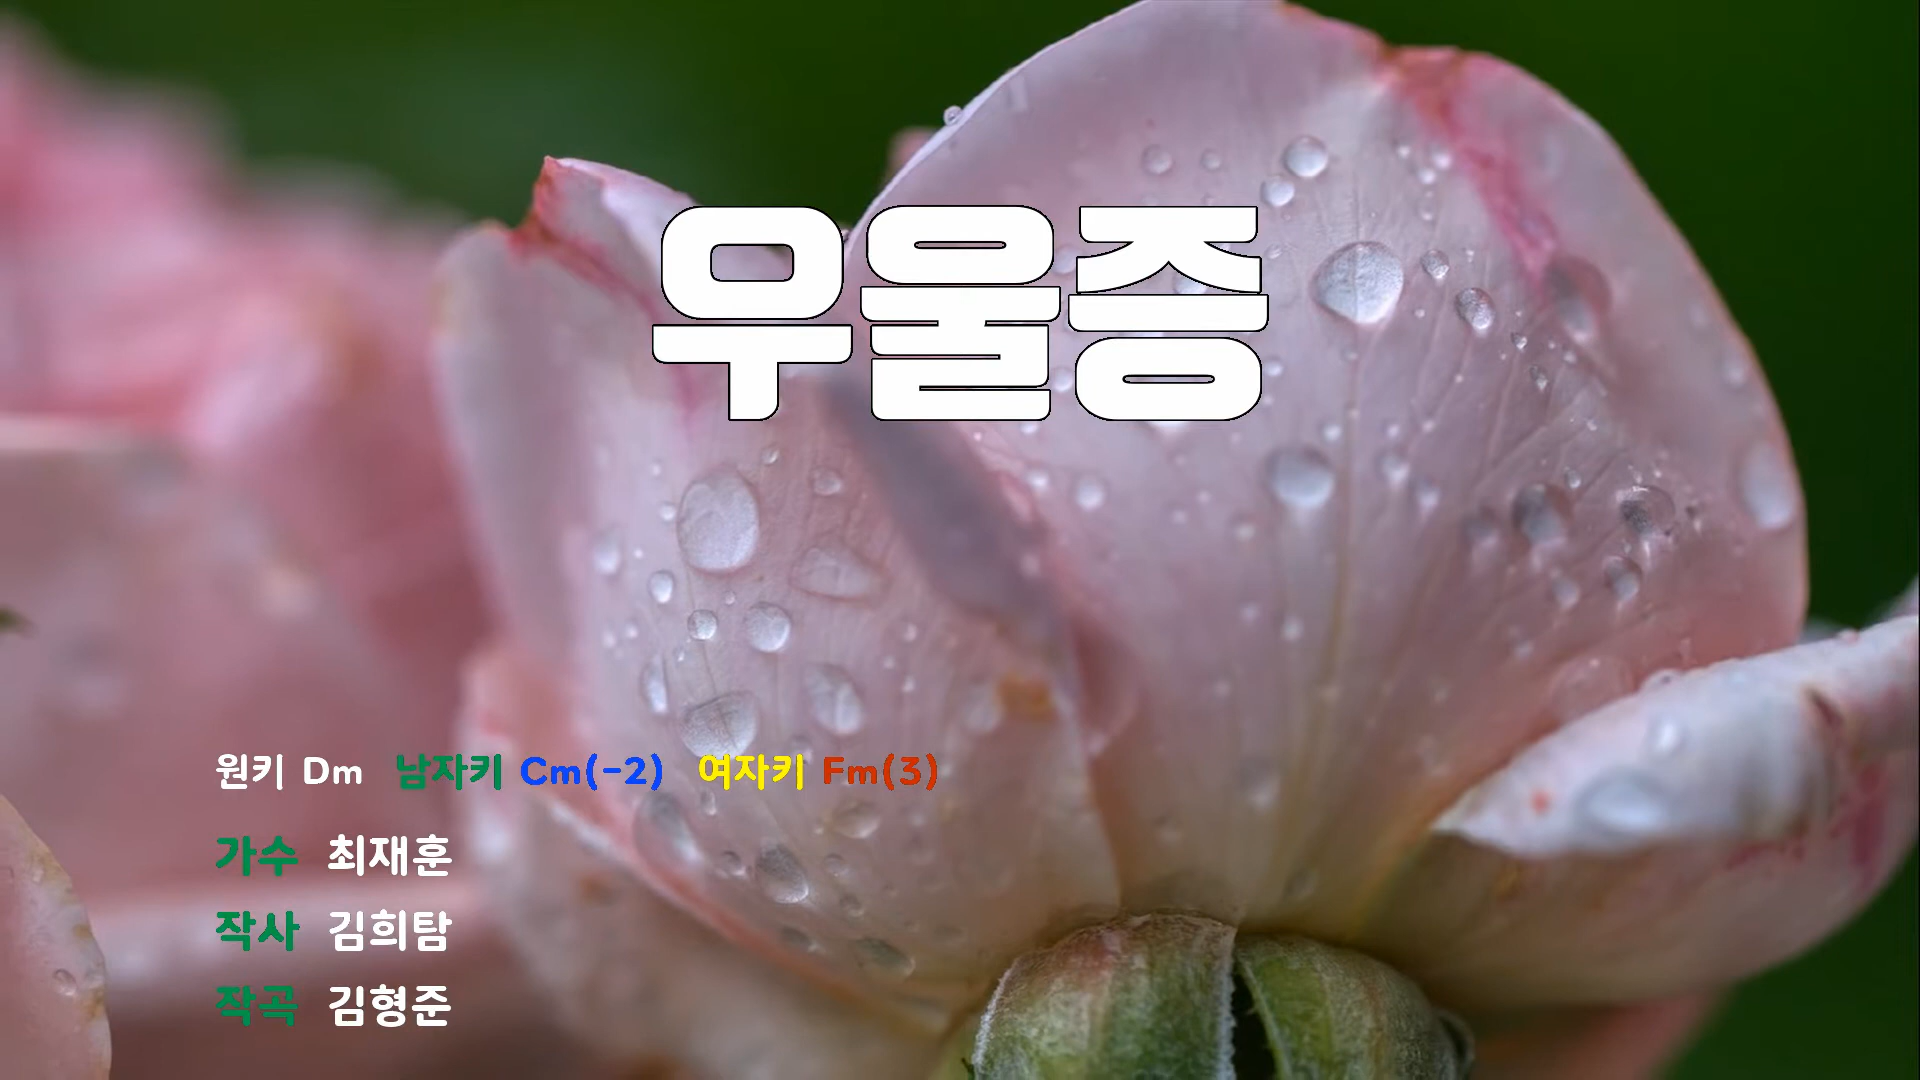 우울증
원키 Dm 남자키 Cm(-2) 여자키 Fm(3)
가수 최재훈
작사 김희탐
작곡 김형준